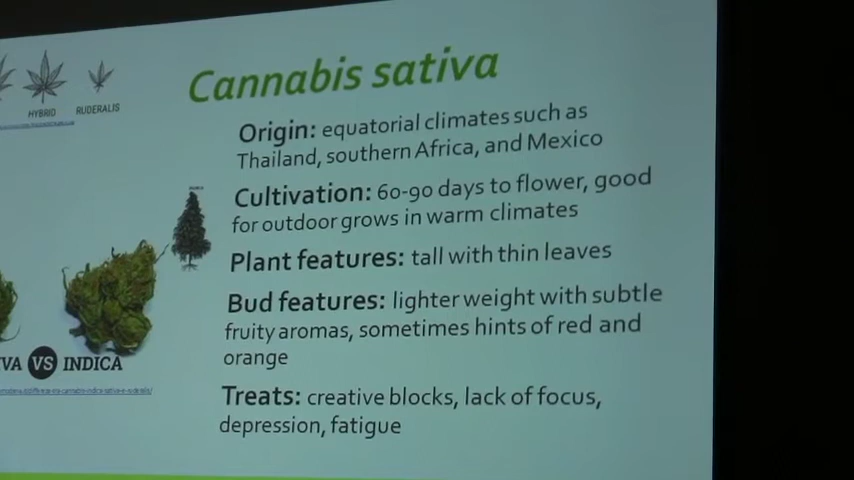 Cannabis sativa
HYBRID
RUDERALIS
Origin: equatorial climates such as
Thailand, southern Africa, and Mexico
Cultivation: 60-90 days to flower, good
for outdoor grows in warm climates
Plant features: tall with thin leaves
Bud features: lighter weight with subtle
fruity aromas, sometimes hints of red and
orange
VA VS INDICA
Treats: creative blocks, lack of focus,
depression, fatigue